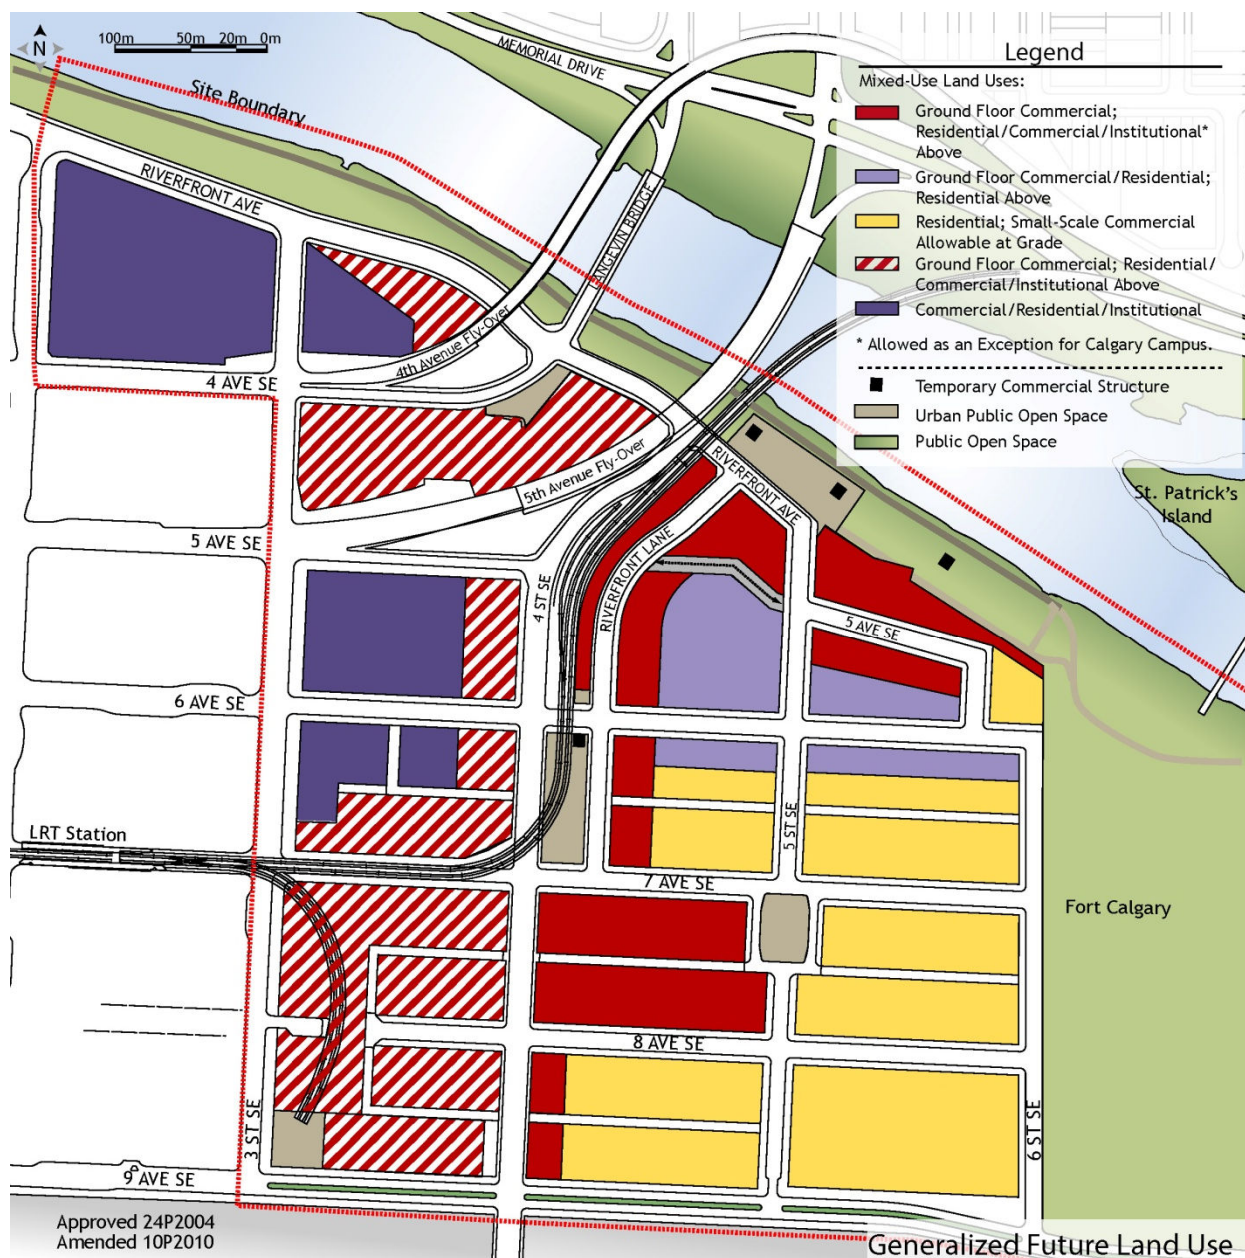 N
100m 50m 20m 0m
MEMORIAL DRIVE
Site Boundary
Legend
Mixed-Use Land Uses:
Ground Floor Commercial;
Residential/Commercial/Institutional*
Above
Ground Floor Commercial/Residential;
Residential Above
Residential; Small-Scale Commercial
Allowable at Grade
Ground Floor Commercial; Residential/
Commercial/Institutional Above
Commercial/Residential/Institutional
* Allowed as an Exception for Calgary Campus.
Temporary Commercial Structure
Urban Public Open Space
Public Open Space
RIVERFRONT AVE
LANGEVIN BRIDGE
4th Avenue Fly-Over
4 AVE SE
5th Avenue Fly-Over
RIVERFRONT AVE
St. Patrick's
Island
5 AVE SE
4 ST SE
RIVERFRONT LANE
5 AVE SE
6 AVE SE
LRT Station
5 ST SE
7 AVE SE
Fort Calgary
8 AVE SE
3 ST SE
6 ST SE
9 AVE SE
Approved 24P2004
Amended 10P2010
Generalized Future Land Use